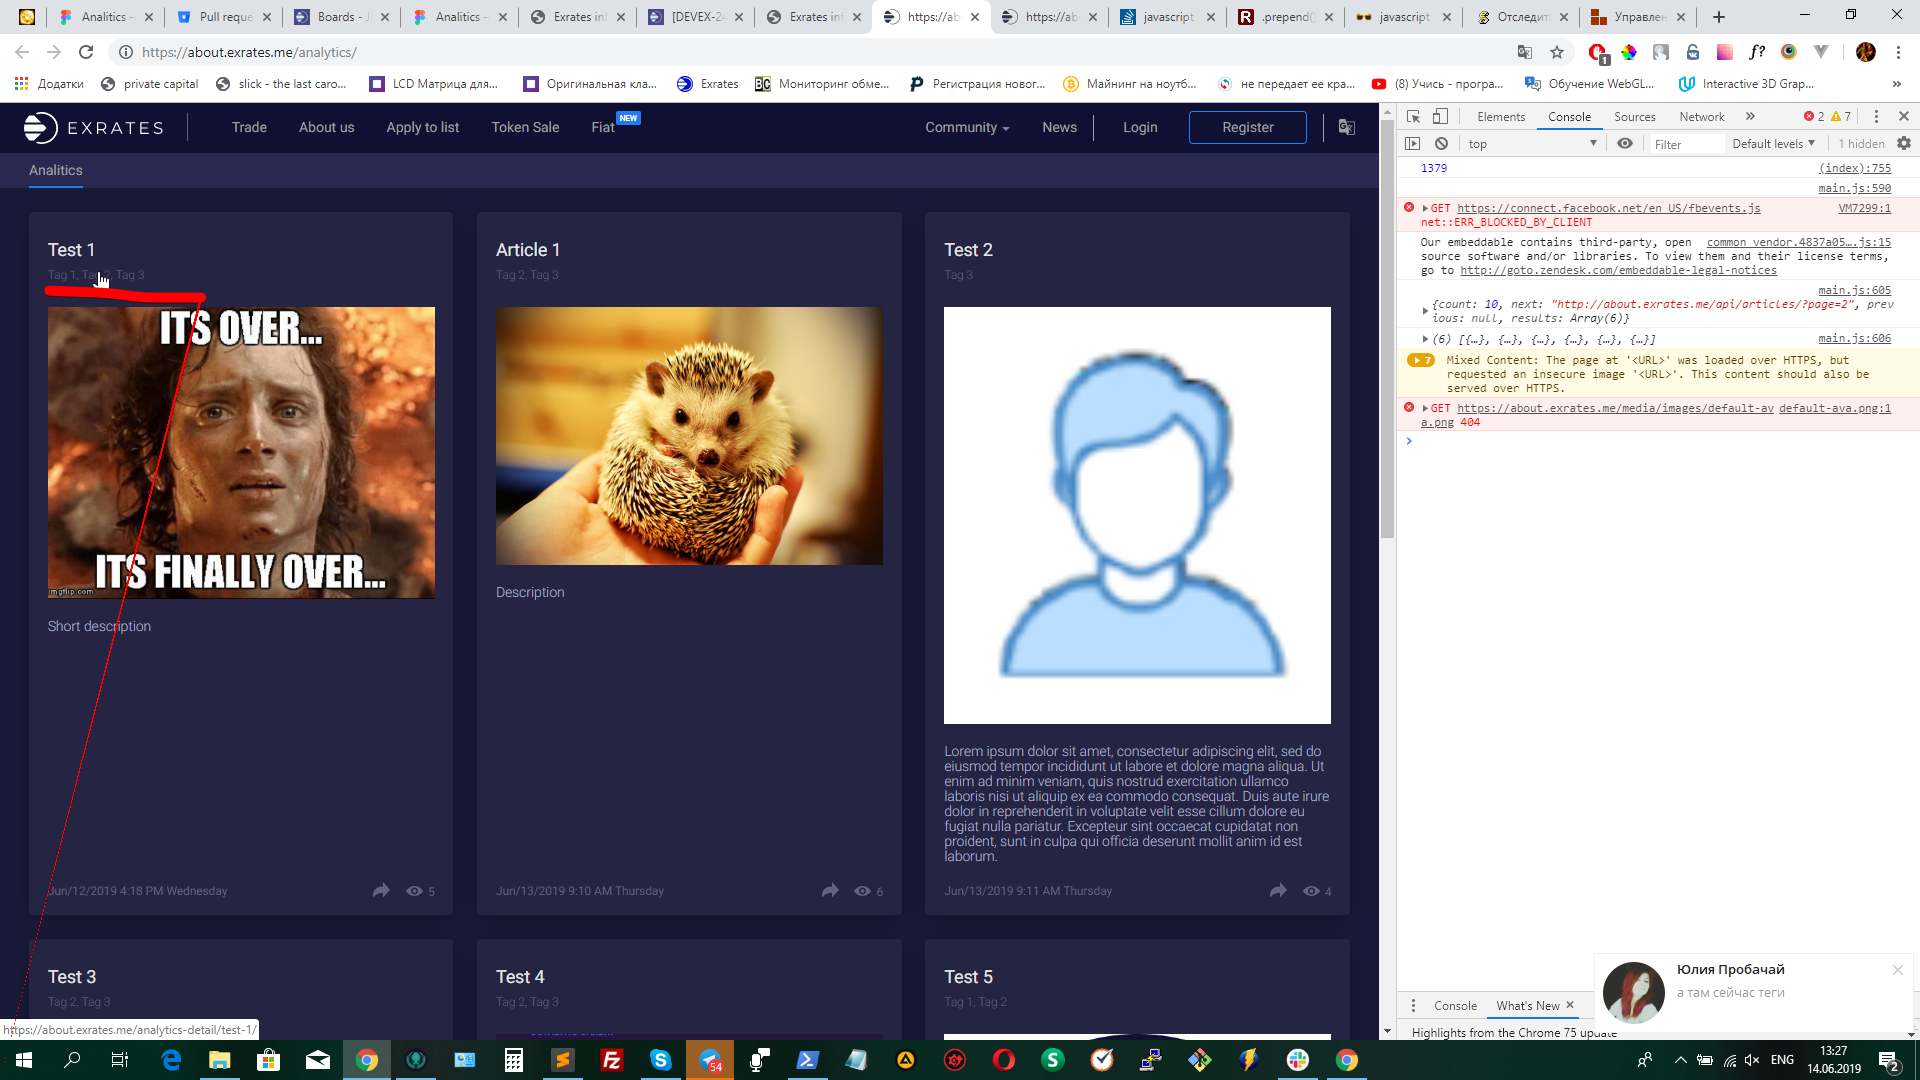 Analitics –
Pull reque
Boards - J
Analitics –
Exrates inf
[DEVEX-24
Exrates inf
https://abo
https://abo
javascript
.prepend()
javascript
Отследить
Управлен
https://about.exrates.me/analytics/
Додатки
private capital
slick - the last caro...
LCD Матрица для...
Оригинальная кла...
Exrates
Мониторинг обме...
Регистрация новог...
Майнинг на ноутб...
не передает ее кра...
(8) Учись - програ...
Обучение WebGL...
Interactive 3D Grap...
EXRATES
Trade
About us
Apply to list
Token Sale
Fiat
NEW
Community
News
Login
Register
Analitics
Test 1
Tag 1, Tag 2, Tag 3
ITS OVER...
ITS FINALLY OVER...
imgflip.com
Short description
Jun/12/2019 4:18 PM Wednesday
5
Article 1
Tag 2, Tag 3
Description
Jun/13/2019 9:10 AM Thursday
6
Test 2
Tag 3
Lorem ipsum dolor sit amet, consectetur adipiscing elit, sed do
eiusmod tempor incididunt ut labore et dolore magna aliqua. Ut
enim ad minim veniam, quis nostrud exercitation ullamco
laboris nisi ut aliquip ex ea commodo consequat. Duis aute irure
dolor in reprehenderit in voluptate velit esse cillum dolore eu
fugiat nulla pariatur. Excepteur sint occaecat cupidatat non
proident, sunt in culpa qui officia deserunt mollit anim id est
laborum.
Jun/13/2019 9:11 AM Thursday
4
Test 3
Tag 2, Tag 3
Test 4
Tag 2, Tag 3
Test 5
Tag 1, Tag 2
https://about.exrates.me/analytics-detail/test-1/
Elements
Console
Sources
Network
2
7
top
Filter
Default levels
1 hidden
1379
(index):755
main.js:590
GET https://connect.facebook.net/en_US/fbevents.js
VM7299:1
net::ERR_BLOCKED_BY_CLIENT
Our embeddable contains third-party, open
common_vendor.4837a05….js:15
source software and/or libraries. To view them and their license terms,
go to http://goto.zendesk.com/embeddable-legal-notices
main.js:605
{count: 10, next: "http://about.exrates.me/api/articles/?page=2", prev
ious: null, results: Array(6)}
(6) [{…}, {…}, {…}, {…}, {…}, {…}]
main.js:606
7
Mixed Content: The page at '<URL>' was loaded over HTTPS, but
requested an insecure image '<URL>'. This content should also be
served over HTTPS.
GET https://about.exrates.me/media/images/default-av
default-ava.png:1
a.png 404
Юлия Пробачай
а там сейчас теги
Console
What's New
Highlights from the Chrome 75 update
54
ENG
13:27
14.06.2019
2